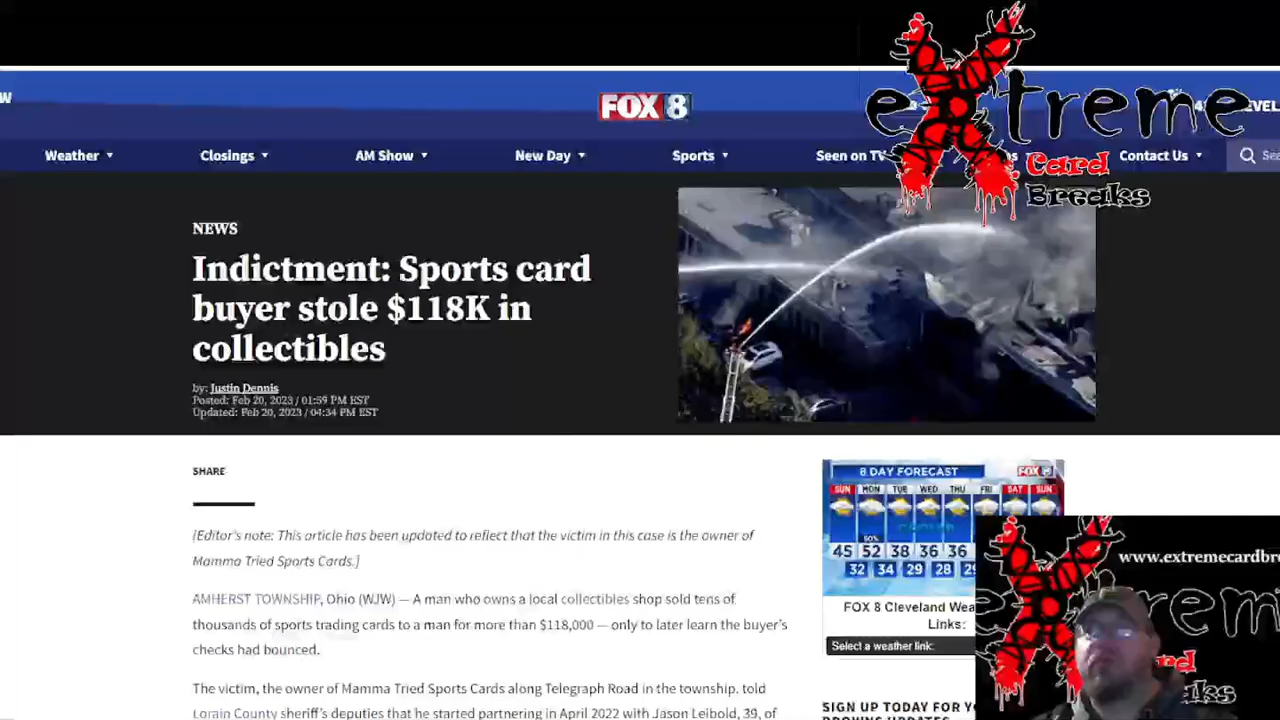 W
FOX 8
extreme
Card
Breaks
Weather
Closings
AM Show
New Day
Sports
Seen on TV
Contact Us
NEWS
Indictment: Sports card
buyer stole $118K in
collectibles
by: Justin Dennis
Posted: Feb 20, 2023 / 01:59 PM EST
Updated: Feb 20, 2023 / 04:34 PM EST
SHARE
[Editor's note: This article has been updated to reflect that the victim in this case is the owner of
Mamma Tried Sports Cards.]
AMHERST TOWNSHIP, Ohio (WJW) — A man who owns a local collectibles shop sold tens of
thousands of sports trading cards to a man for more than $118,000 — only to later learn the buyer's
checks had bounced.
The victim, the owner of Mamma Tried Sports Cards along Telegraph Road in the township. told
Lorain County sheriff's deputies that he started partnering in April 2022 with Jason Leibold, 39, of
8 DAY FORECAST FOX 8
SUN MON TUE WED THU FRI SAT SUN
50%
45 52 38 36 36
32 34 29 28
FOX 8 Cleveland Wea
Links:
Select a weather link:
SIGN UP TODAY FOR
www.extremecardbre